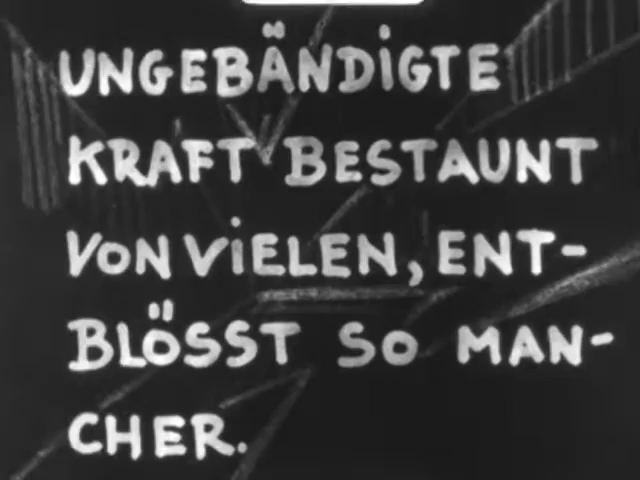 UNGEBÄNDIGTE
KRAFT BESTAUNT
VON VIELEN, ENT-
BLÖSST SO MAN-
CHER.